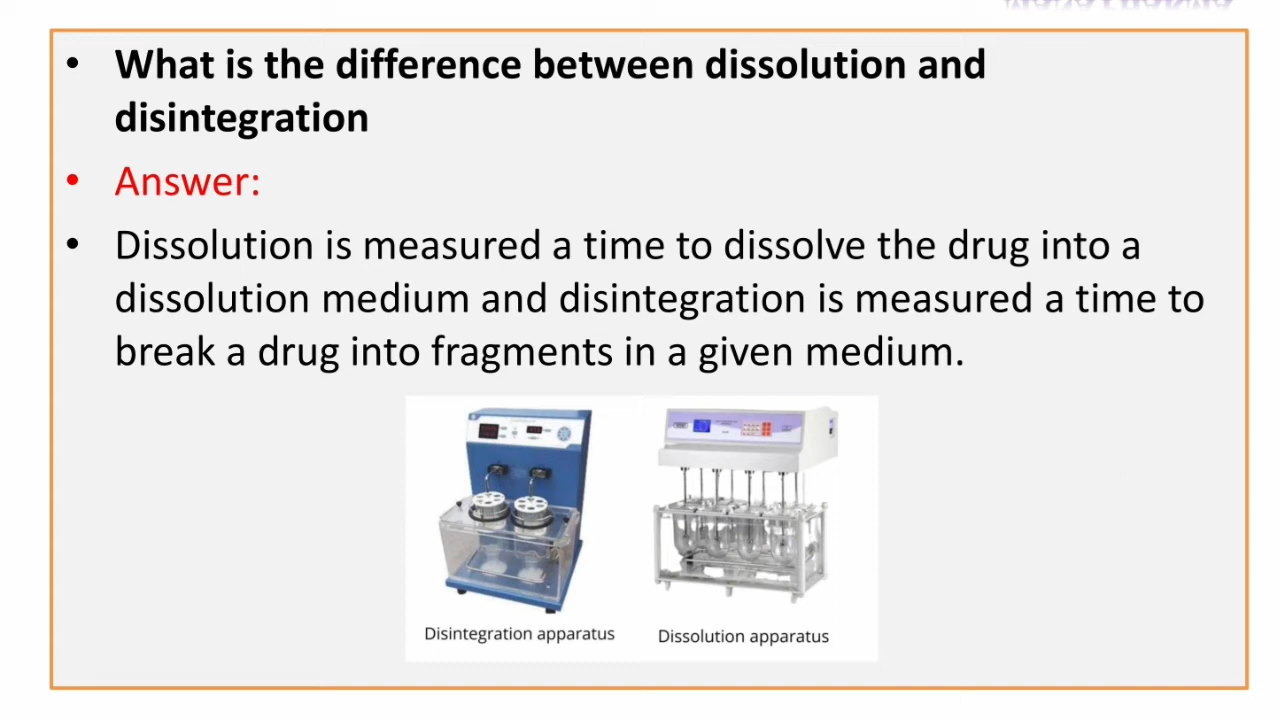 • What is the difference between dissolution and
disintegration
• Answer:
• Dissolution is measured a time to dissolve the drug into a
dissolution medium and disintegration is measured a time to
break a drug into fragments in a given medium.
Disintegration apparatus
Dissolution apparatus